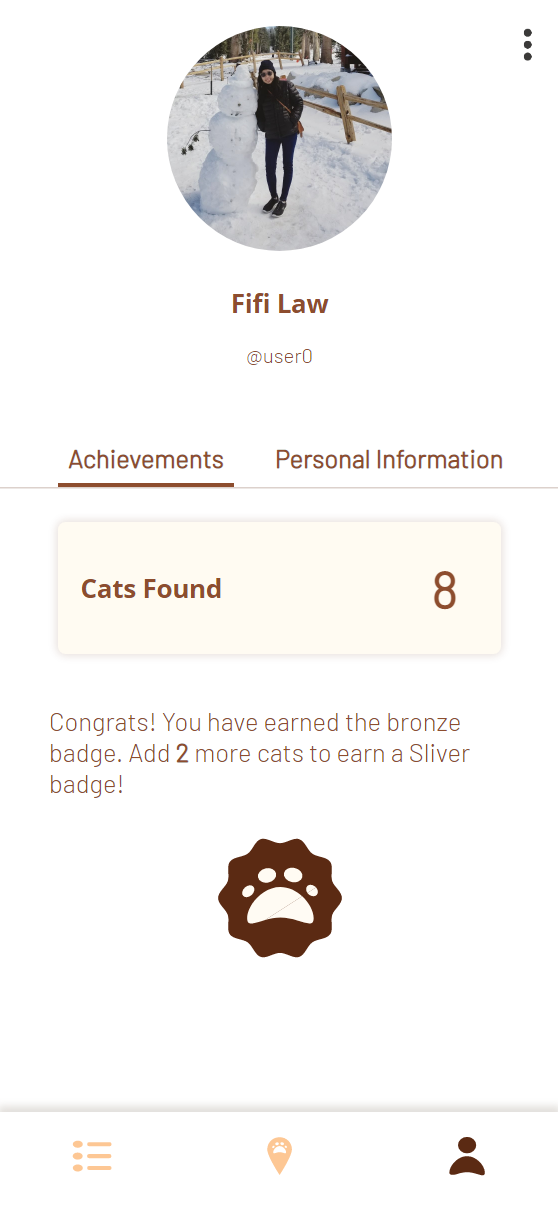 Fifi Law
@user0
Achievements Personal Information
Cats Found 8
Congrats! You have earned the bronze
badge. Add 2 more cats to earn a Sliver
badge!